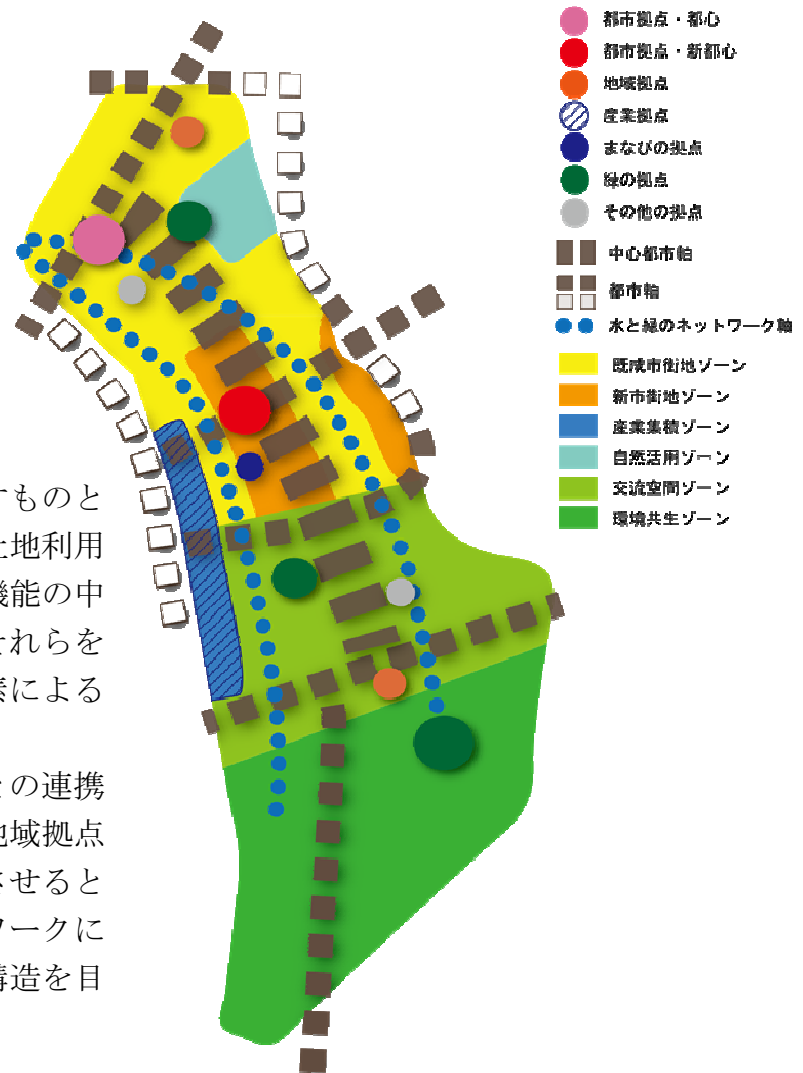 都市拠点・都心
都市拠点・新都心
地域拠点
産業拠点
まなびの拠点
緑の拠点
その他の拠点
中心都市軸
都市軸
水と緑のネットワーク軸
既成市街地ゾーン
新市街地ゾーン
産業集積ゾーン
自然活用ゾーン
交流空間ゾーン
環境共生ゾーン
すものと
土地利用
機能の中
それらを
素による
との連携
地域拠点
させると
ワークに
構造を目